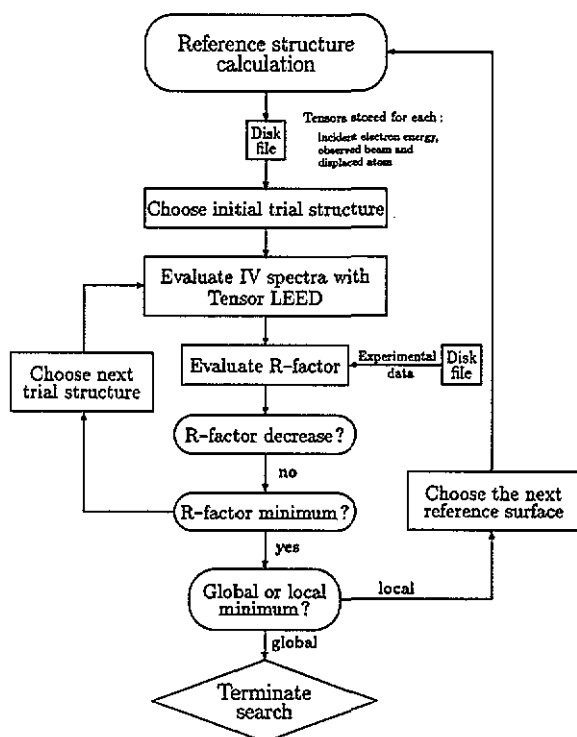 Reference structure
calculation
Disk
file
Tensors stored for each :
Incident electron energy,
observed beam and
displaced atom
Choose initial trial structure
Evaluate IV spectra with
Tensor LEED
Evaluate R-factor
Experimental
data
Disk
file
Choose next
trial structure
R-factor decrease?
no
R-factor minimum?
yes
Choose the next
reference surface
Global or local
minimum?
local
global
Terminate
search